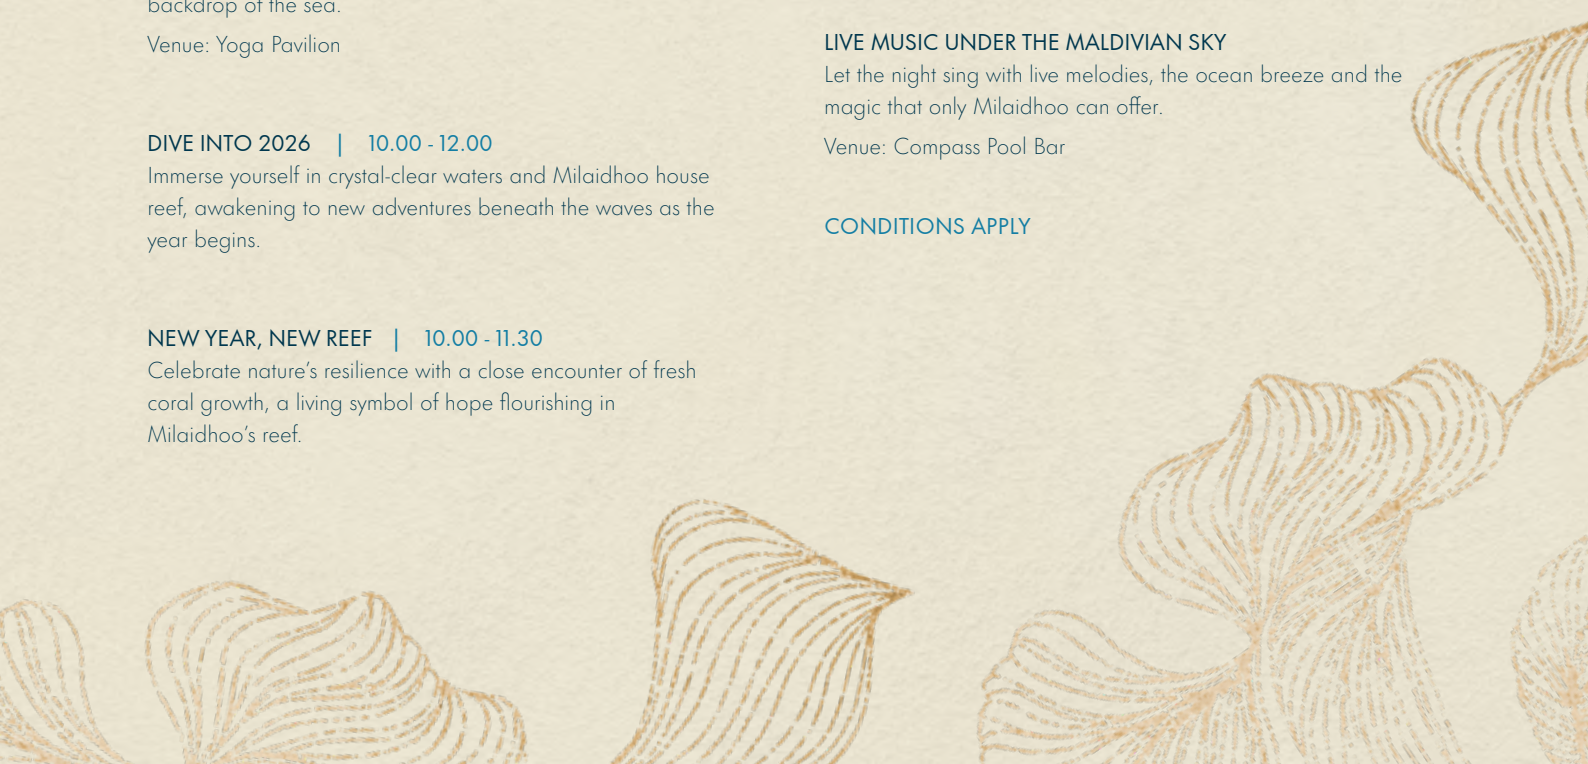 backdrop of the sea.
Venue: Yoga Pavilion
DIVE INTO 2026 | 10.00 - 12.00
Immerse yourself in crystal-clear waters and Milaidhoo house
reef, awakening to new adventures beneath the waves as the
year begins.
NEW YEAR, NEW REEF | 10.00 - 11.30
Celebrate nature’s resilience with a close encounter of fresh
coral growth, a living symbol of hope flourishing in
Milaidhoo’s reef.
LIVE MUSIC UNDER THE MALDIVIAN SKY
Let the night sing with live melodies, the ocean breeze and the
magic that only Milaidhoo can offer.
Venue: Compass Pool Bar
CONDITIONS APPLY